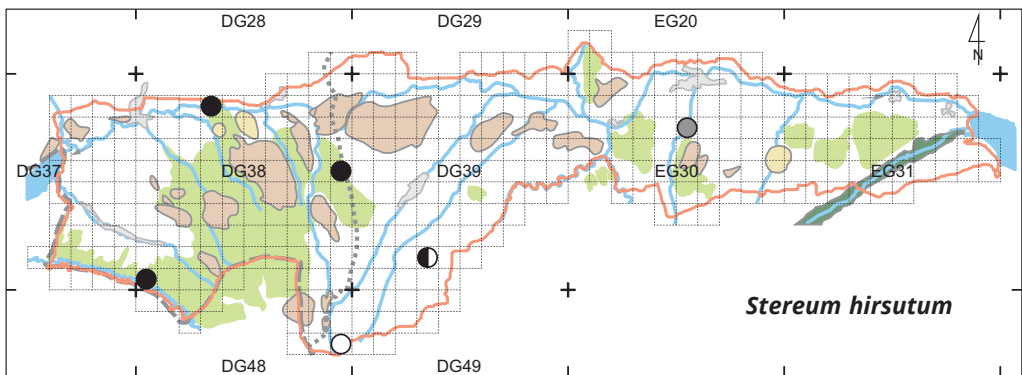 DG28 DG29 EG20
N
DG37 DG38 DG39 EG30 EG31
Stereum hirsutum
DG48 DG49